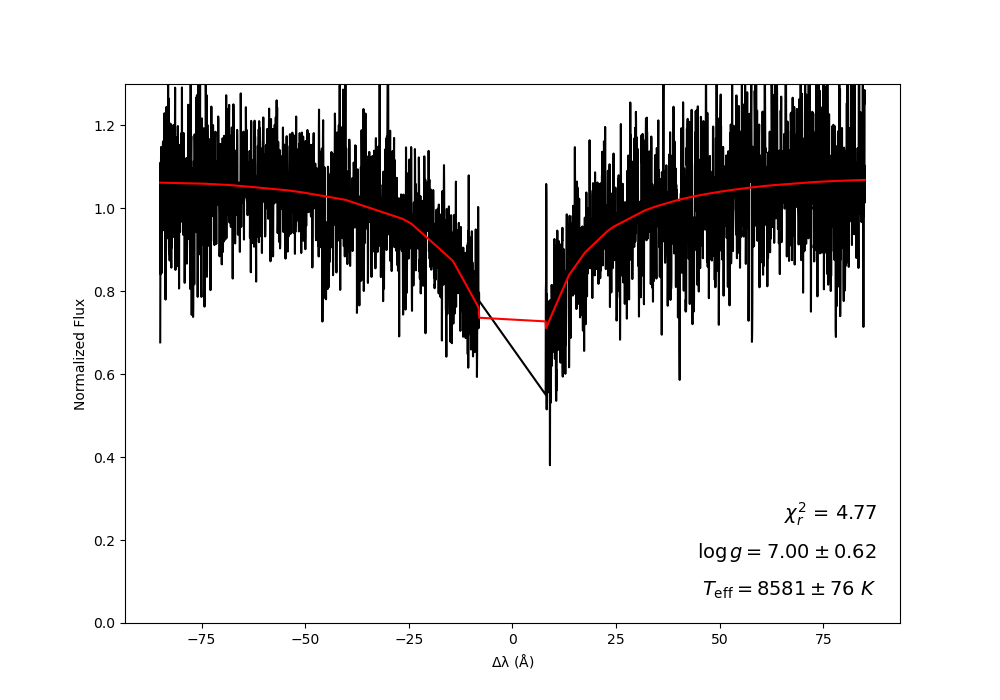 1.2
1.0
0.8
0.6
0.4
0.2
0.0
Normalized Flux
χ²ᵣ = 4.77
log g = 7.00 ± 0.62
T_eff = 8581 ± 76 K
−75 −50 −25 0 25 50 75
Δλ (Å)